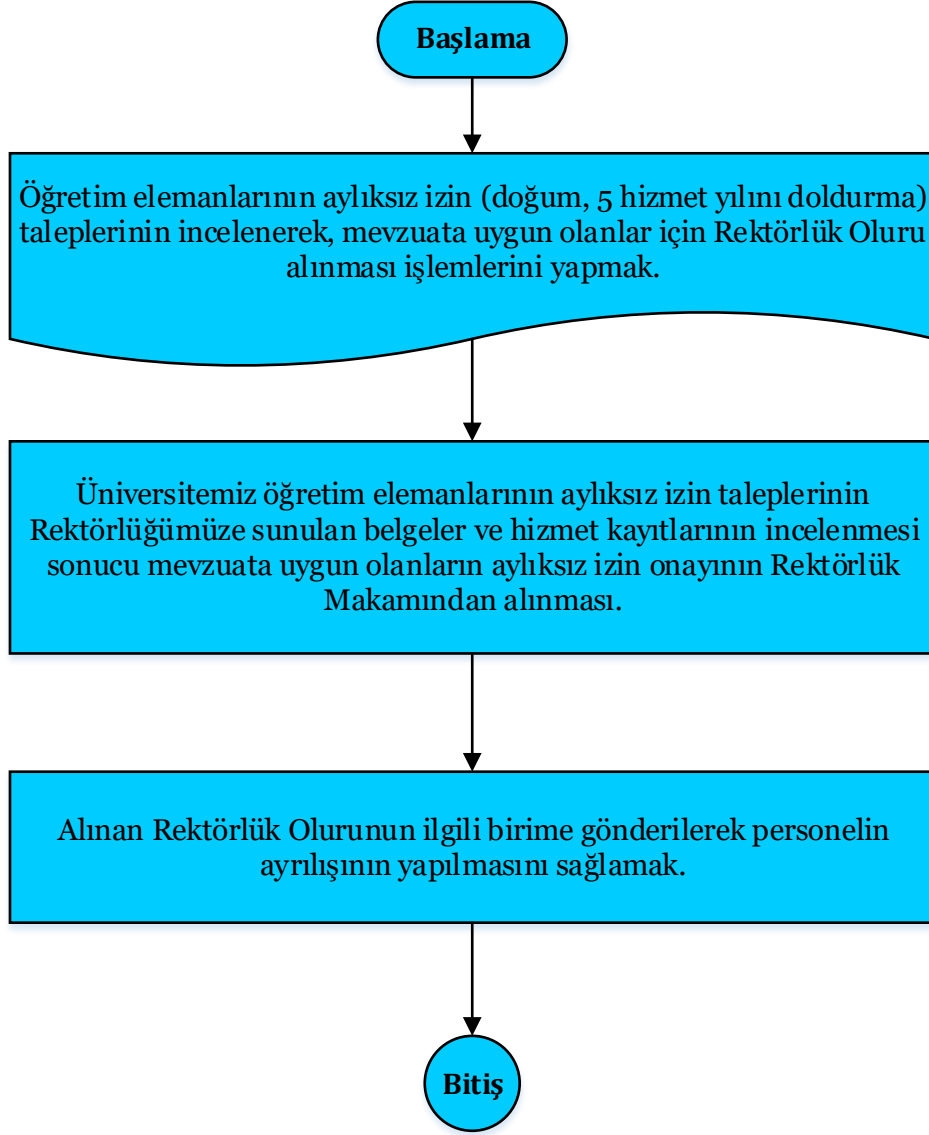 Başlama
Öğretim elemanlarının aylıksız izin (doğum, 5 hizmet yılını doldurma)
taleplerinin incelenerek, mevzuata uygun olanlar için Rektörlük Oluru
alınması işlemlerini yapmak.
Üniversitemiz öğretim elemanlarının aylıksız izin taleplerinin
Rektörlüğümüze sunulan belgeler ve hizmet kayıtlarının incelenmesi
sonucu mevzuata uygun olanların aylıksız izin onayının Rektörlük
Makamından alınması.
Alınan Rektörlük Olurunun ilgili birime gönderilerek personelin
ayrılışının yapılmasını sağlamak.
Bitiş